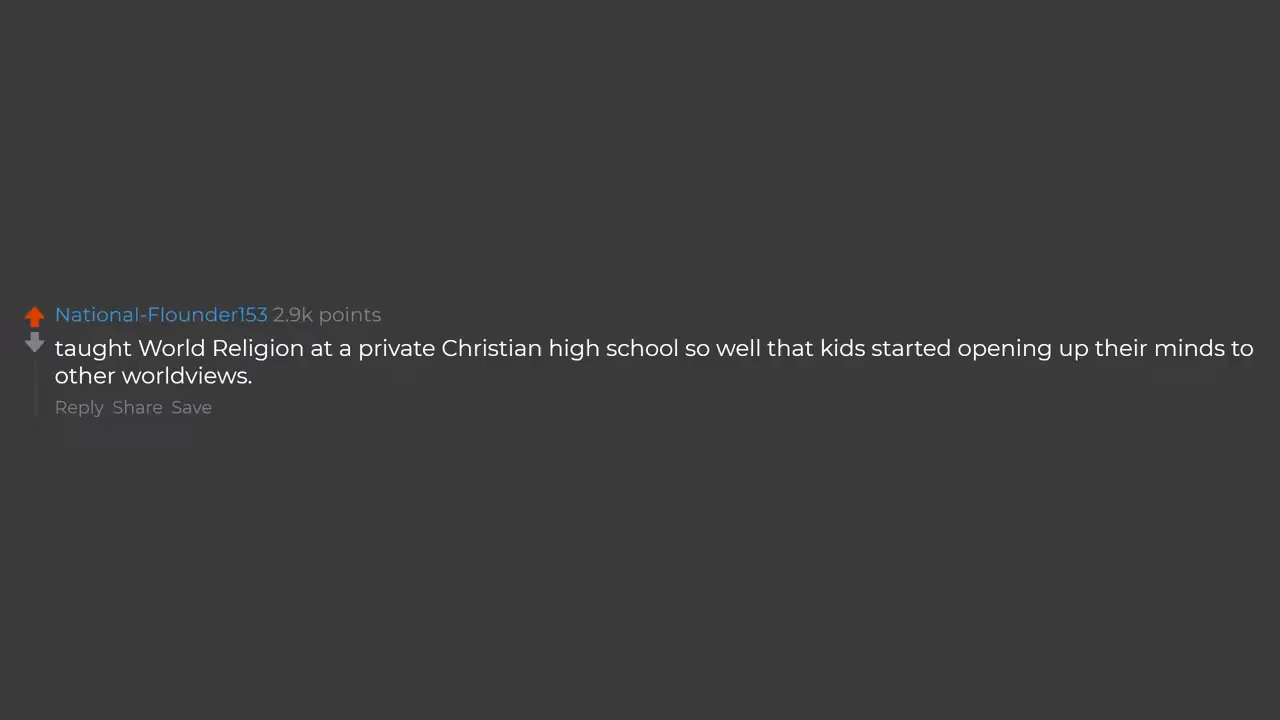 National-Flounder153 2.9k points
taught World Religion at a private Christian high school so well that kids started opening up their minds to
other worldviews.
Reply Share Save